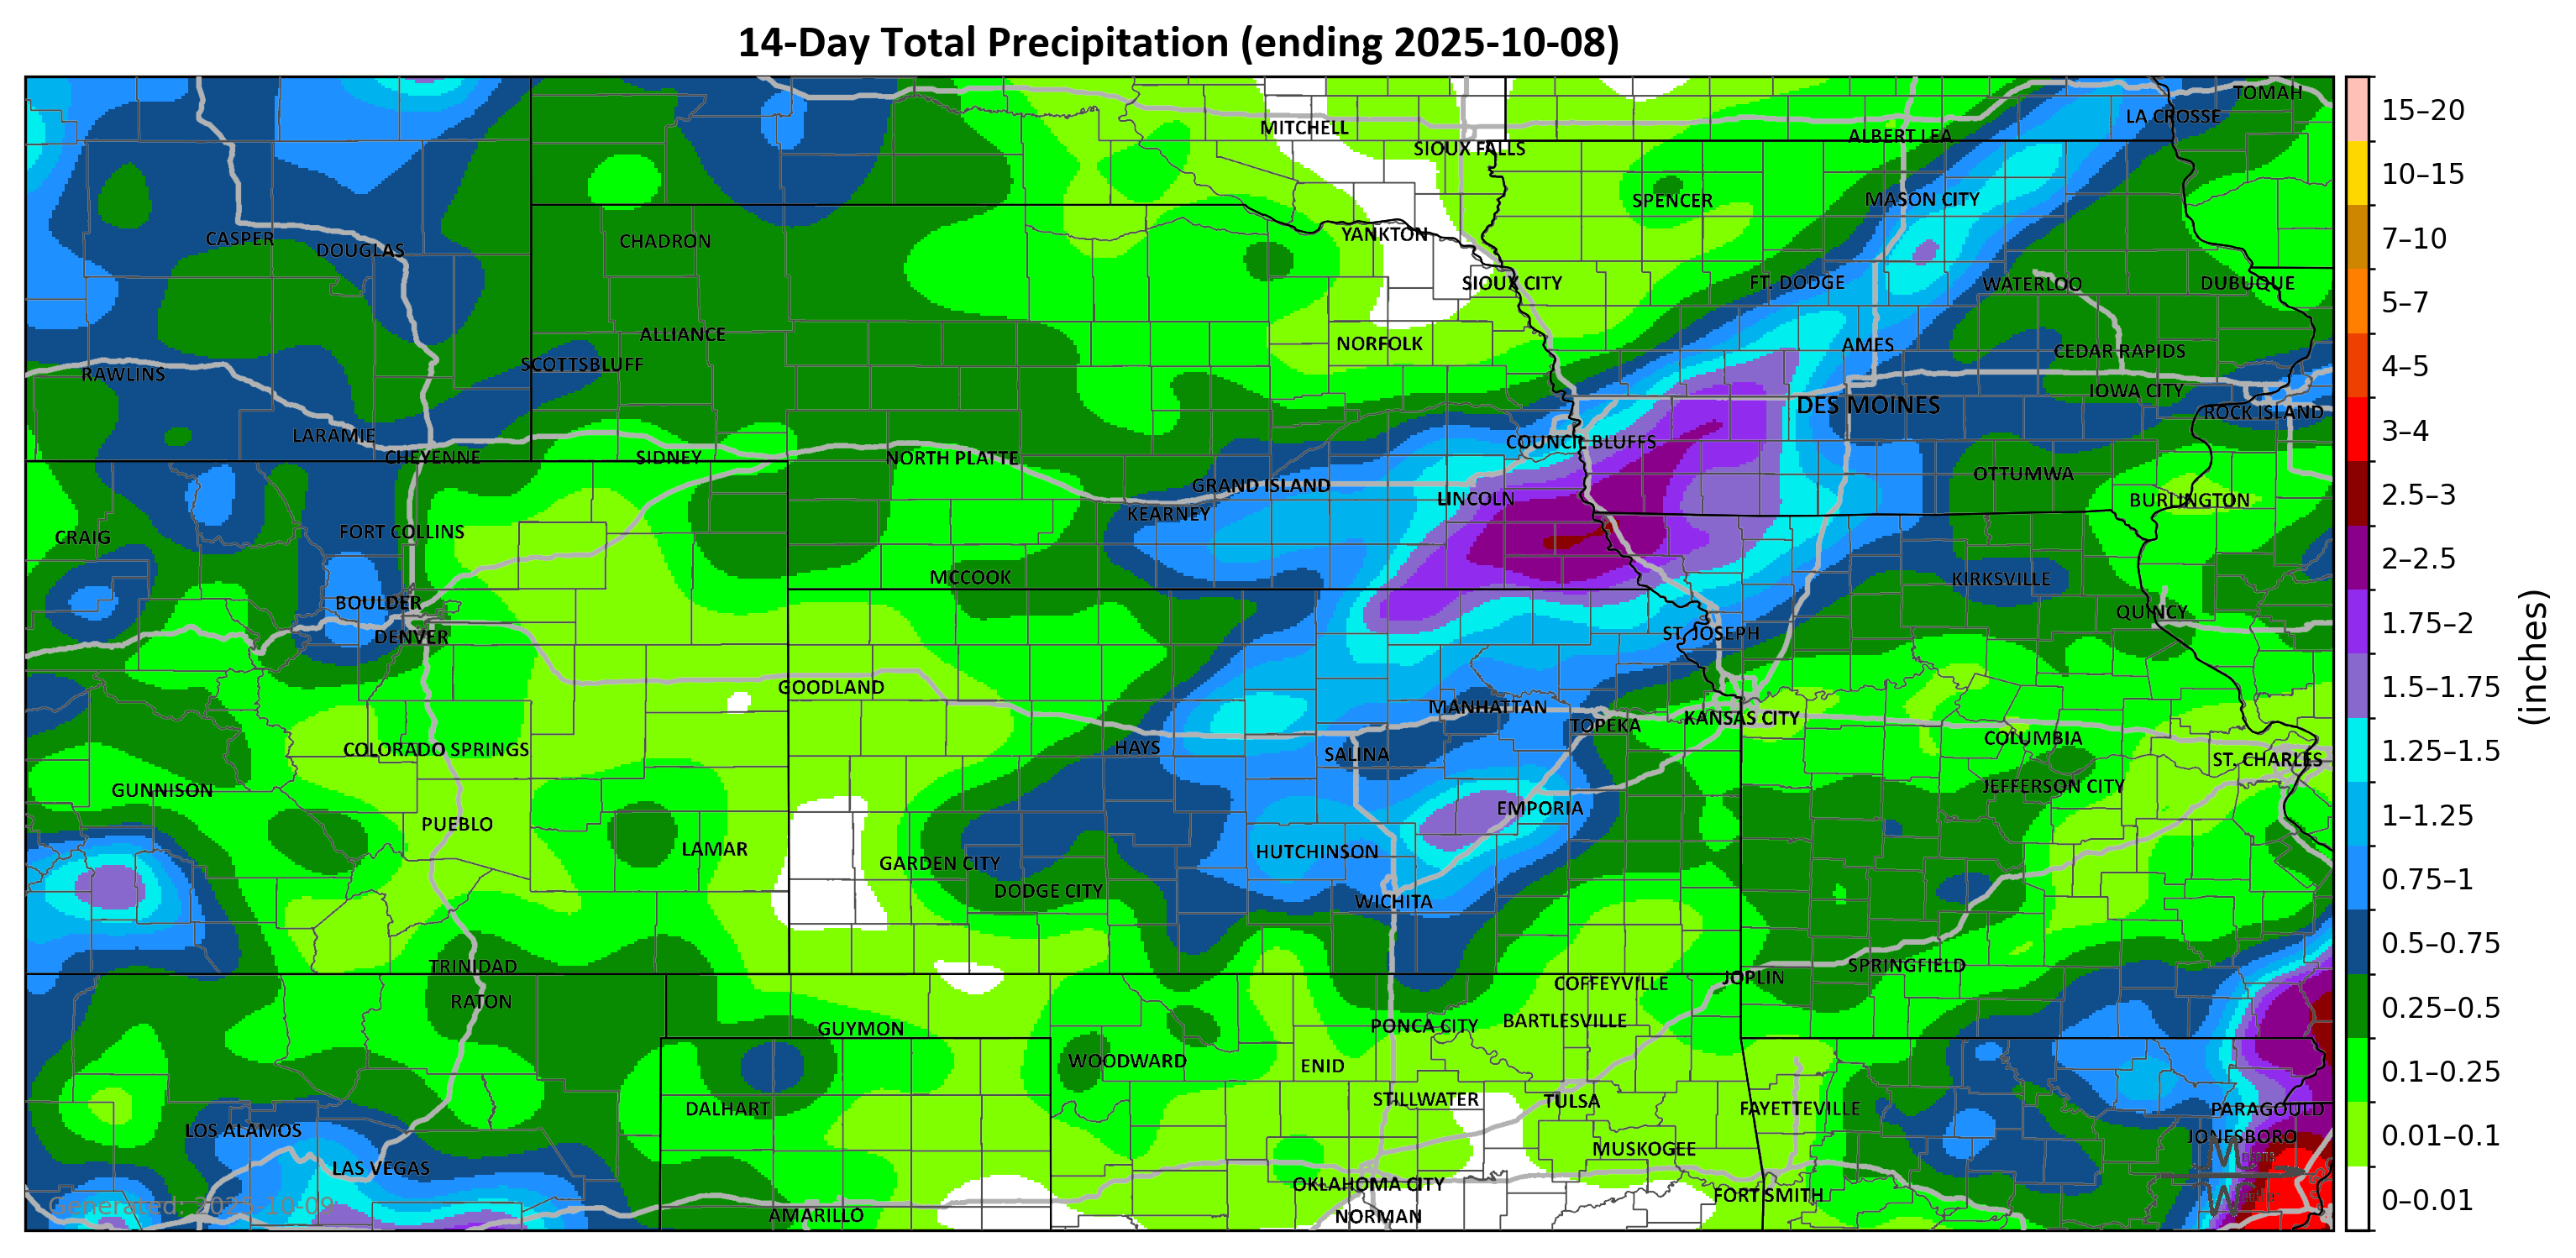 14-Day Total Precipitation (ending 2025-10-08)
TOMAH
LA CROSSE
MITCHELL
ALBERT LEA
SIOUX FALLS
MASON CITY
SPENCER
CASPER
DOUGLAS
CHADRON
YANKTON
SIOUX CITY
FT. DODGE
WATERLOO
DUBUQUE
ALLIANCE
NORFOLK
AMES
CEDAR RAPIDS
SCOTTSBLUFF
RAWLINS
IOWA CITY
DES MOINES
ROCK ISLAND
LARAMIE
COUNCIL BLUFFS
CHEYENNE
SIDNEY
NORTH PLATTE
OTTUMWA
GRAND ISLAND
LINCOLN
BURLINGTON
KEARNEY
FORT COLLINS
CRAIG
MCCOOK
KIRKSVILLE
BOULDER
QUINCY
DENVER
ST. JOSEPH
GOODLAND
MANHATTAN
KANSAS CITY
TOPEKA
COLUMBIA
COLORADO SPRINGS
HAYS
SALINA
ST. CHARLES
GUNNISON
JEFFERSON CITY
EMPORIA
PUEBLO
LAMAR
HUTCHINSON
GARDEN CITY
DODGE CITY
WICHITA
TRINIDAD
SPRINGFIELD
JOPLIN
COFFEYVILLE
RATON
BARTLESVILLE
PONCA CITY
GUYMON
WOODWARD
ENID
STILLWATER
TULSA
DALHART
FAYETTEVILLE
PARAGOULD
LOS ALAMOS
JONESBORO
MUSKOGEE
LAS VEGAS
OKLAHOMA CITY
FORT SMITH
AMARILLO
NORMAN
Generated: 2025-10-09
15–20
10–15
7–10
5–7
4–5
3–4
2.5–3
2–2.5
1.75–2
1.5–1.75
1.25–1.5
1–1.25
0.75–1
0.5–0.75
0.25–0.5
0.1–0.25
0.01–0.1
0–0.01
(inches)